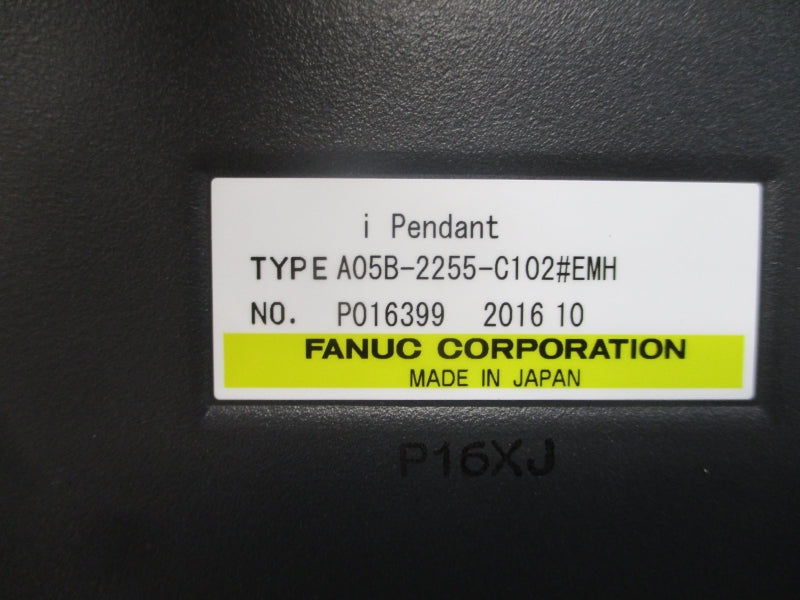 i Pendant
TYPE A05B-2255-C102#EMH
NO. P016399 2016 10
FANUC CORPORATION
MADE IN JAPAN
P16XJ